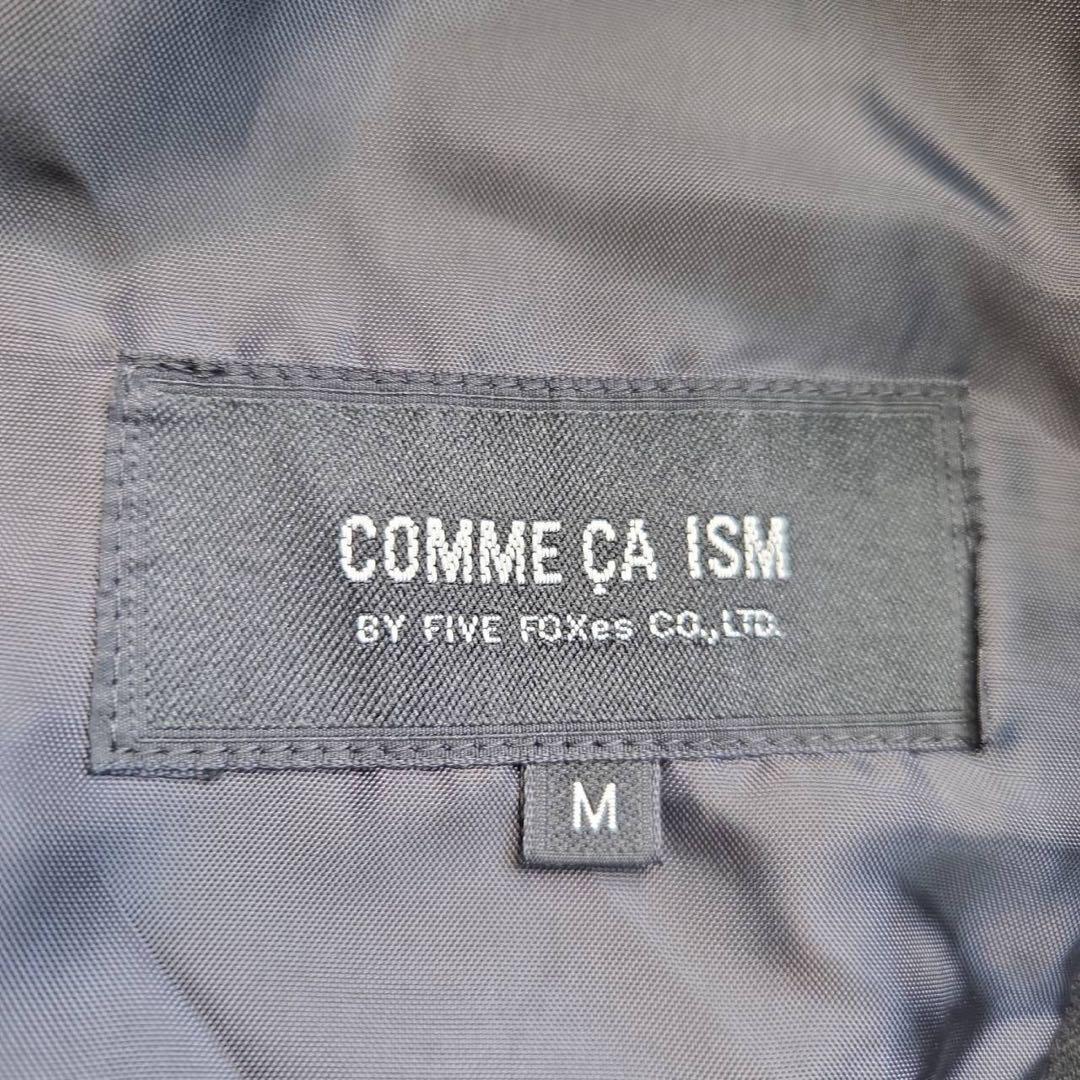 COMME ÇA ISM
BY FIVE FOXes CO., LTD.
M